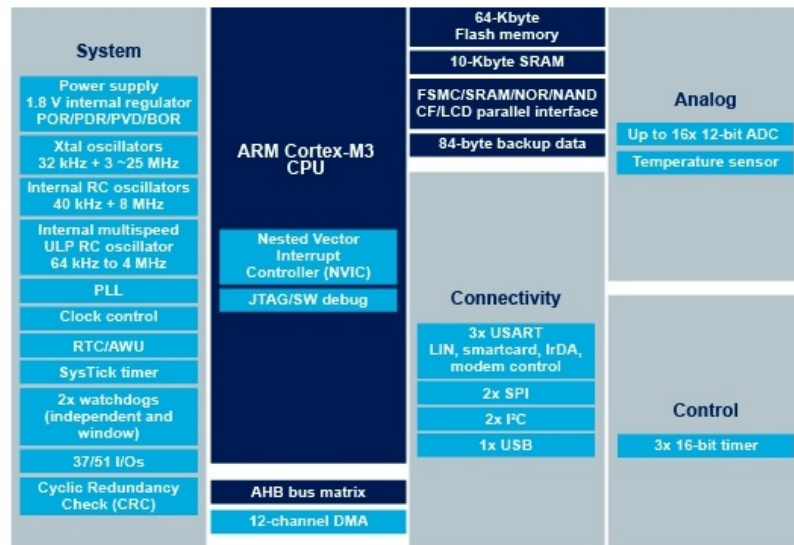 System
Power supply
1.8 V internal regulator
POR/PDR/PVD/BOR
Xtal oscillators
32 kHz + 3 ~25 MHz
Internal RC oscillators
40 kHz + 8 MHz
Internal multispeed
ULP RC oscillator
64 kHz to 4 MHz
PLL
Clock control
RTC/AWU
SysTick timer
2x watchdogs
(independent and
window)
37/51 I/Os
Cyclic Redundancy
Check (CRC)
ARM Cortex-M3
CPU
Nested Vector
Interrupt
Controller (NVIC)
JTAG/SW debug
AHB bus matrix
12-channel DMA
64-Kbyte
Flash memory
10-Kbyte SRAM
FSMC/SRAM/NOR/NAND
CF/LCD parallel interface
84-byte backup data
Connectivity
3x USART
LIN, smartcard, IrDA,
modem control
2x SPI
2x I²C
1x USB
Analog
Up to 16x 12-bit ADC
Temperature sensor
Control
3x 16-bit timer